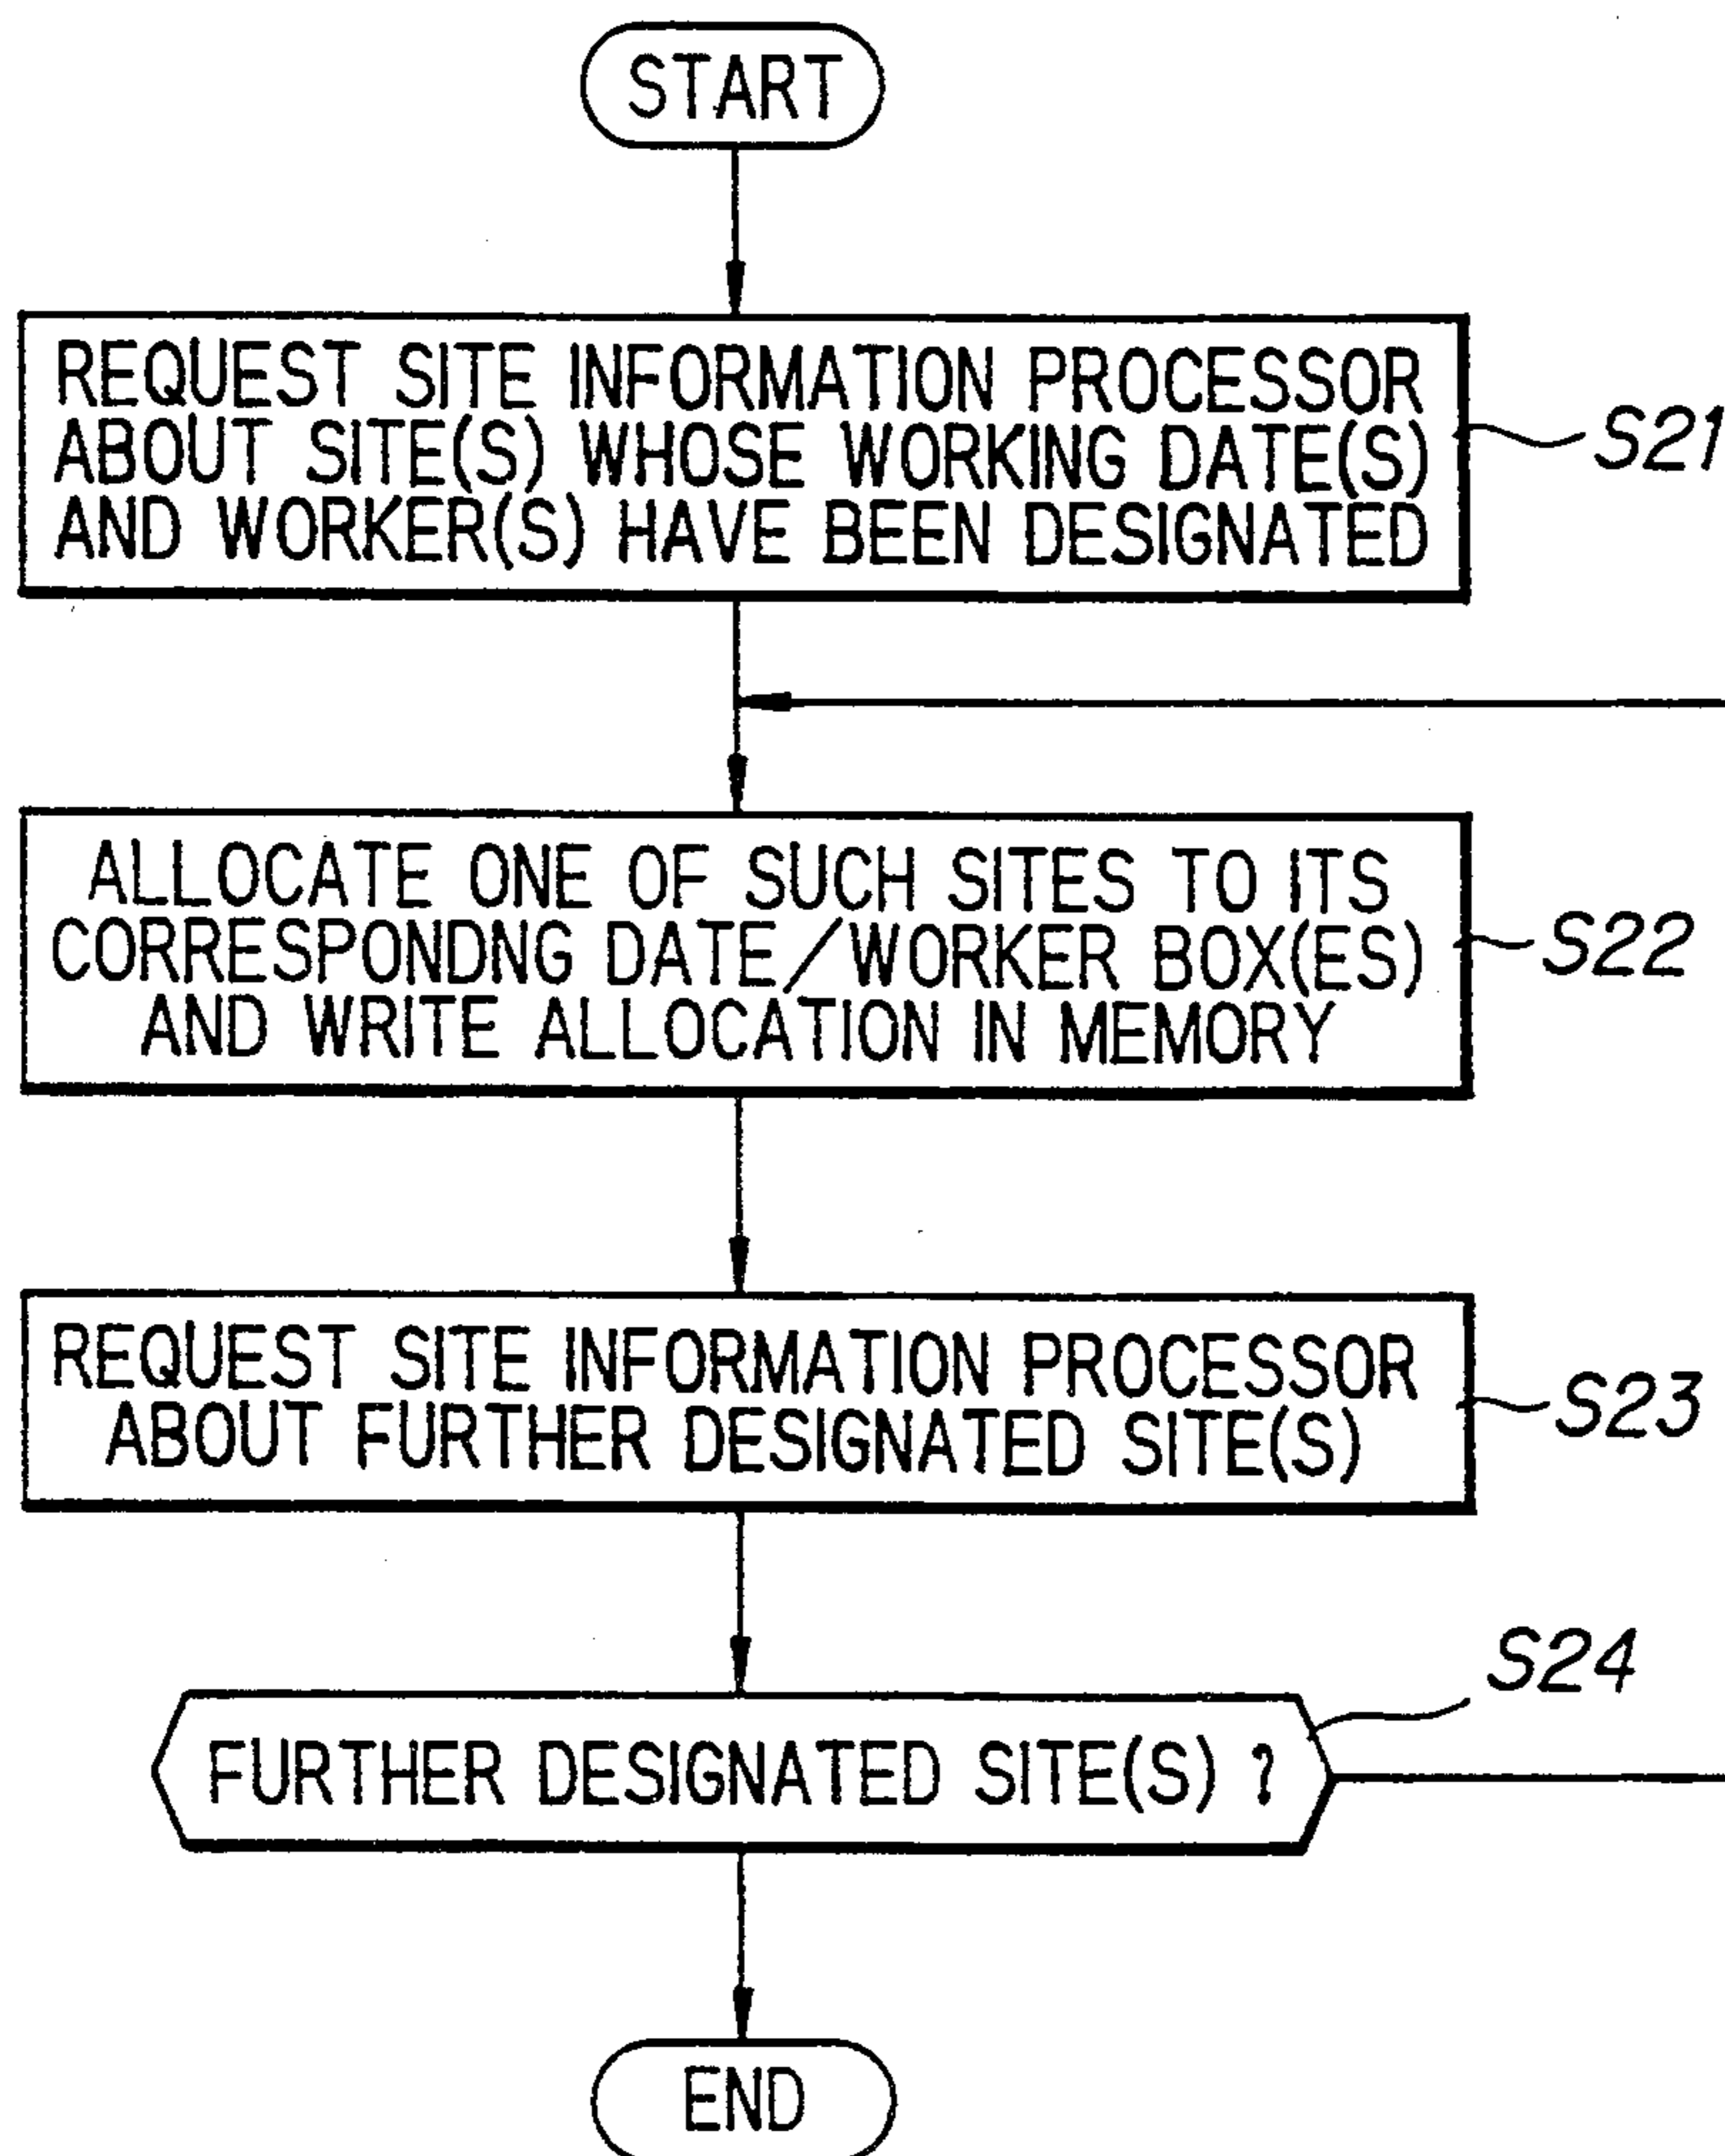 START
REQUEST SITE INFORMATION PROCESSOR
ABOUT SITE(S) WHOSE WORKING DATE(S)
AND WORKER(S) HAVE BEEN DESIGNATED
S21
ALLOCATE ONE OF SUCH SITES TO ITS
CORRESPONDNG DATE/WORKER BOX(ES)
AND WRITE ALLOCATION IN MEMORY
S22
REQUEST SITE INFORMATION PROCESSOR
ABOUT FURTHER DESIGNATED SITE(S)
S23
S24
FURTHER DESIGNATED SITE(S) ?
END